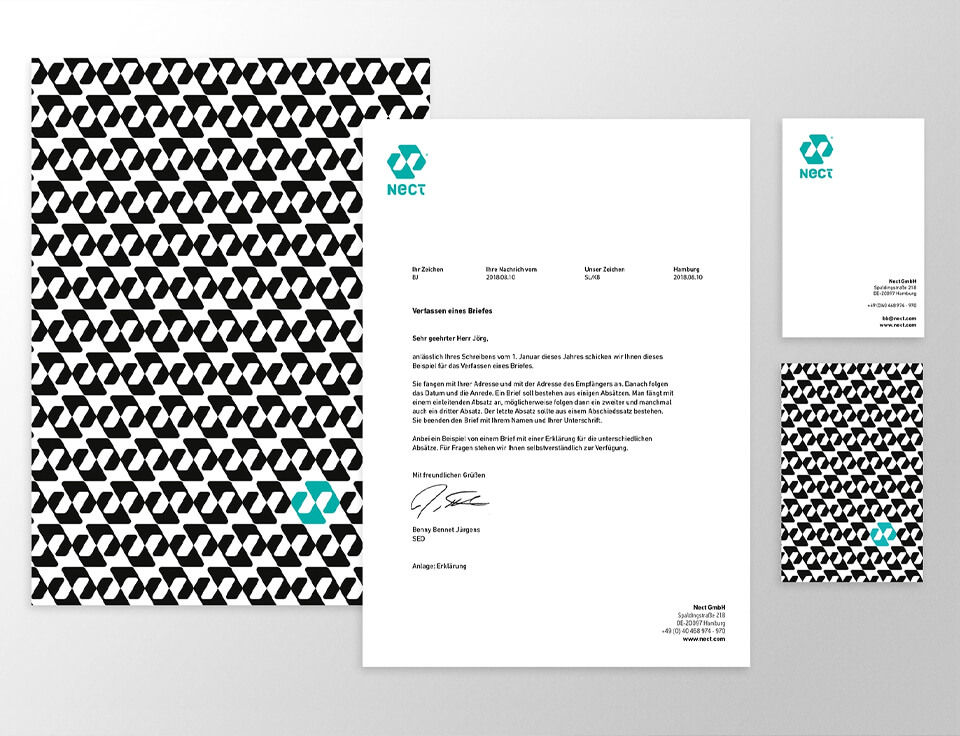 Nect
Ihr Zeichen
BJ
Ihre Nachricht vom
2018.08.10
Unser Zeichen
SL/KB
Hamburg
2018.08.10
Verfassen eines Briefes
Sehr geehrter Herr Jörg,
anlässlich Ihres Schreibens vom 1. Januar dieses Jahres schicken wir Ihnen dieses
Beispiel für das Verfassen eines Briefes.
Sie fangen mit Ihrer Adresse und mit der Adresse des Empfängers an. Danach folgen
das Datum und die Anrede. Ein Brief soll bestehen aus einigen Absätzen. Man fängt mit
einem einleitenden Absatz an, möglicherweise folgen dann ein zweiter und manchmal
auch ein dritter Absatz. Der letzte Absatz sollte aus einem Abschiedssatz bestehen.
Sie beenden den Brief mit Ihrem Namen und Ihrer Unterschrift.
Anbei ein Beispiel von einem Brief mit einer Erklärung für die unterschiedlichen
Absätze. Für Fragen stehen wir Ihnen selbstverständlich zur Verfügung.
Mit freundlichen Grüßen
Benny Bennet Jürgens
SEO
Anlage: Erklärung
Nect GmbH
Spaldingstraße 218
DE-20097 Hamburg
+49 (0) 40 468 974 - 970
www.nect.com
Nect
Nect GmbH
Spaldingstraße 218
DE-20097 Hamburg
+49 (0)40 468 974 - 970
bb@nect.com
www.nect.com